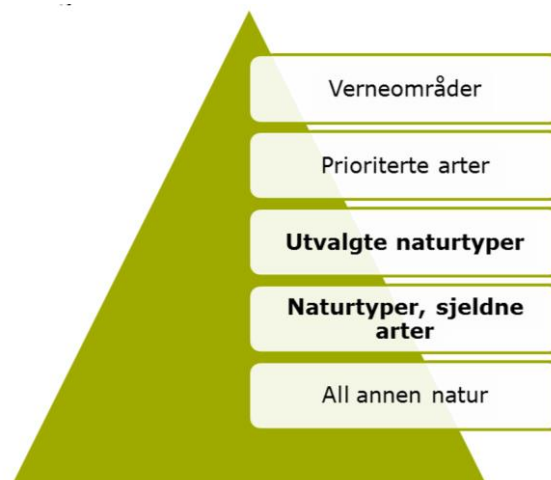 Verneområder
Prioriterte arter
Utvalgte naturtyper
Naturtyper, sjeldne
arter
All annen natur